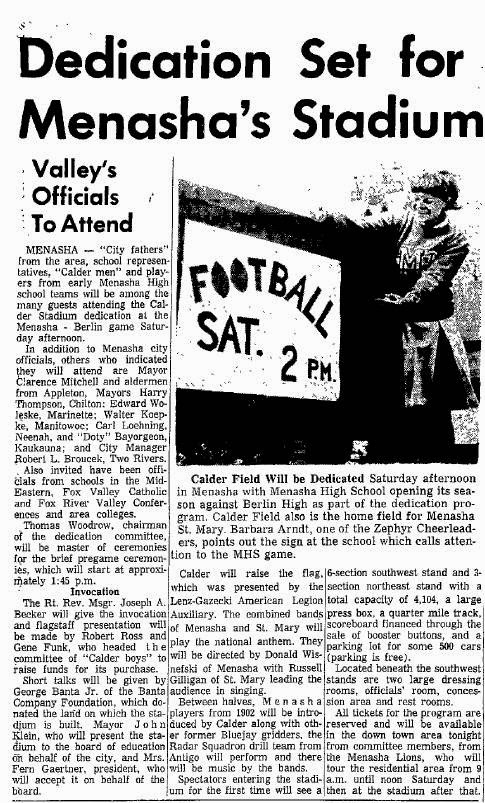 Dedication Set for
Menasha's Stadium
Valley's
Officials
To Attend
MENASHA — "City fathers"
from the area, school represen-
tatives, "Calder men" and play-
ers from early Menasha High
school teams will be among the
many guests attending the Cal-
der Stadium dedication at the
Menasha - Berlin game Satur-
day afternoon.
In addition to Menasha city
officials, others who indicated
they will attend are Mayor
Clarence Mitchell and aldermen
from Appleton, Mayors Harry
Thompson, Chilton: Edward Wo-
leske, Marinette; Walter Koep-
ke, Manitowoc; Carl Loehning,
Neenah, and "Doty" Bayorgeon,
Kaukauna; and City Manager
Robert L. Broucek, Two Rivers.
Also invited have been offi-
cials from schools in the Mid-
Eastern, Fox Valley Catholic
and Fox River Valley Confer-
ences and area colleges.
Thomas Woodrow, chairman
of the dedication committee,
will be master of ceremonies
for the brief pregame ceremon-
ies, which will start at approxi-
mately 1:45 p.m.
Invocation
The Rt. Rev. Msgr. Joseph A.
Becker will give the invocation
and flagstaff presentation will
be made by Robert Ross and
Gene Funk, who headed the
committee of "Calder boys" to
raise funds for its purchase.
Short talks will be given by
George Banta Jr. of the Banta
Company Foundation, which do-
nated the land on which the sta-
dium is built, Mayor John
Klein, who will present the sta-
dium to the board of education
on behalf of the city, and Mrs.
Fern Gaertner, president, who
will accept it on behalf of the
board.
FOOTBALL
SAT.
2 P.M.
M
Calder Field Will be Dedicated Saturday afternoon
in Menasha with Menasha High School opening its sea-
son against Berlin High as part of the dedication pro-
gram. Calder Field also is the home field for Menasha
St. Mary. Barbara Arndt, one of the Zephyr Cheerlead-
ers, points out the sign at the school which calls atten-
tion to the MHS game.
Calder will raise the flag,
which was presented by the
Lenz-Gazecki American Legion
Auxiliary. The combined bands
of Menasha and St. Mary will
play the national anthem. They
will be directed by Donald Wis-
nefski of Menasha with Russell
Gilligan of St. Mary leading the
audience in singing.
Between halves, Menasha
players from 1902 will be intro-
duced by Calder along with oth-
er former Bluejay gridders, the
Radar Squadron drill team from
Antigo will perform and there
will be music by the bands.
Spectators entering the stadi-
um for the first time will see a
6-section southwest stand and 3-
section northeast stand with a
total capacity of 4,104, a large
press box, a quarter mile track,
scoreboard financed through the
sale of booster buttons, and a
parking lot for some 500 cars
(parking is free).
Located beneath the southwest
stands are two large dressing
rooms, officials' room, conces-
sion area and rest rooms.
All tickets for the program are
reserved and will be available
in the down town area tonight
from committee members, from
the Menasha Lions, who will
tour the residential area from 9
a.m. until noon Saturday and
then at the stadium after that.